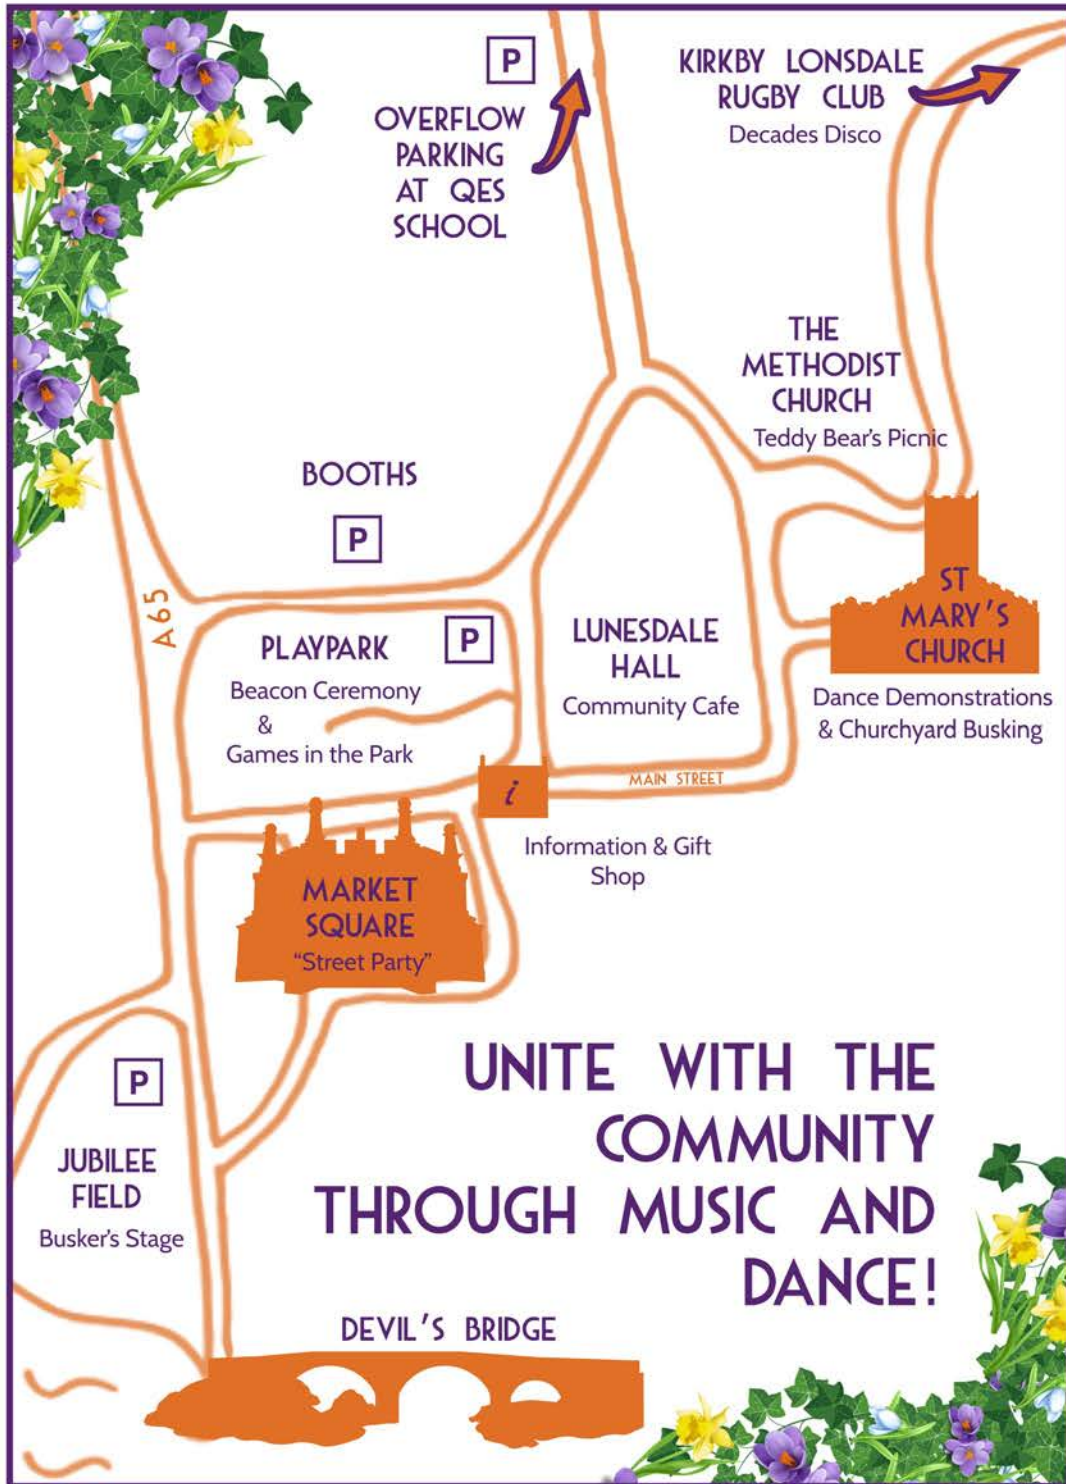 P
OVERFLOW
PARKING
AT QES
SCHOOL
KIRKBY LONSDALE
RUGBY CLUB
Decades Disco
THE
METHODIST
CHURCH
Teddy Bear's Picnic
BOOTHS
P
A65
PLAYPARK
P
Beacon Ceremony
&
Games in the Park
LUNESDALE
HALL
Community Cafe
ST
MARY'S
CHURCH
Dance Demonstrations
& Churchyard Busking
MAIN STREET
i
Information & Gift
Shop
MARKET
SQUARE
"Street Party"
P
JUBILEE
FIELD
Busker's Stage
UNITE WITH THE
COMMUNITY
THROUGH MUSIC AND
DANCE!
DEVIL'S BRIDGE